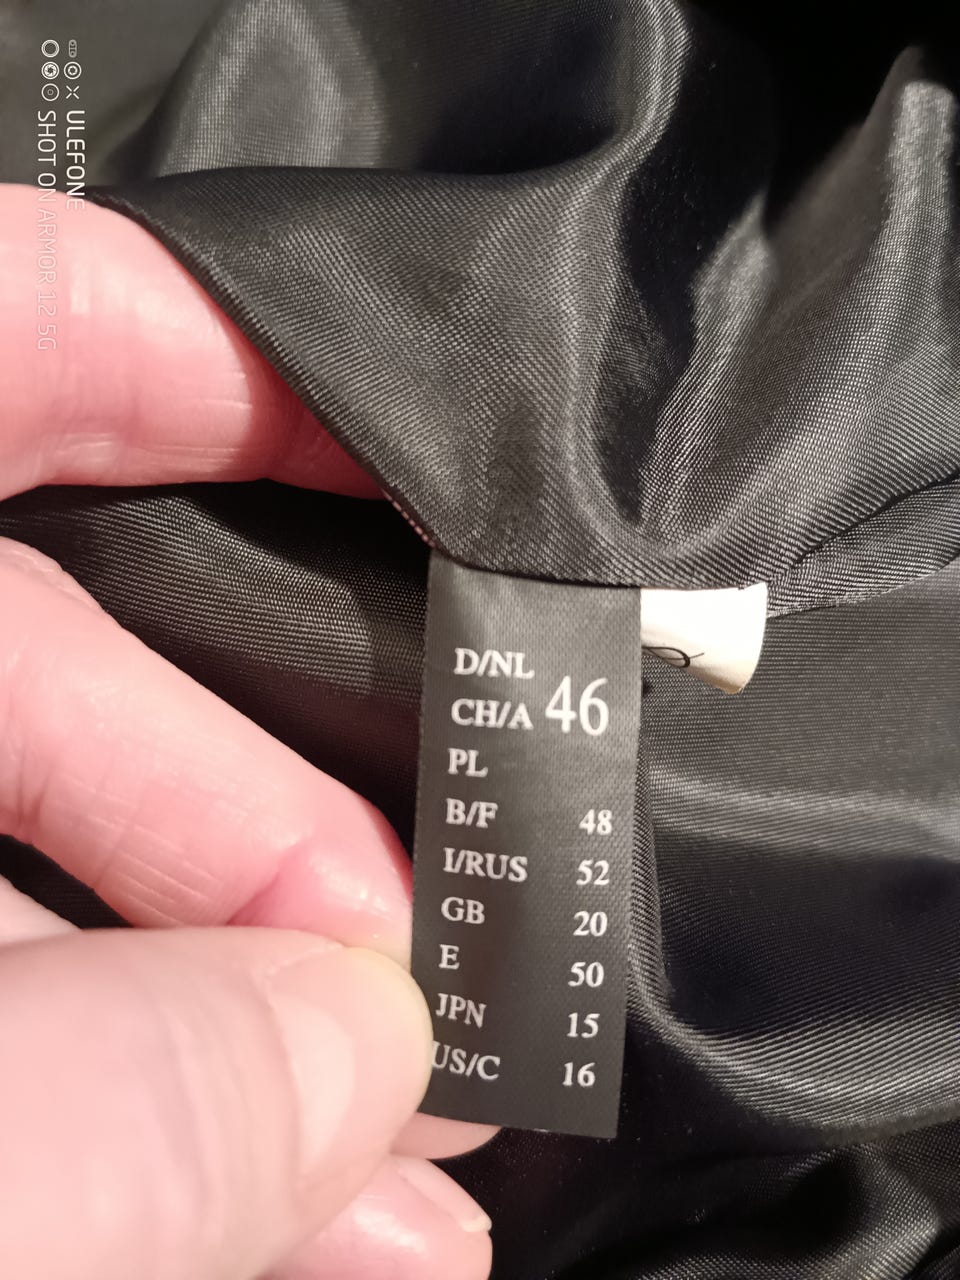 ULEFONE
SHOT ON ARMOR 12 5G
D/NL
CH/A 46
PL
B/F 48
I/RUS 52
GB 20
E 50
JPN 15
US/C 16